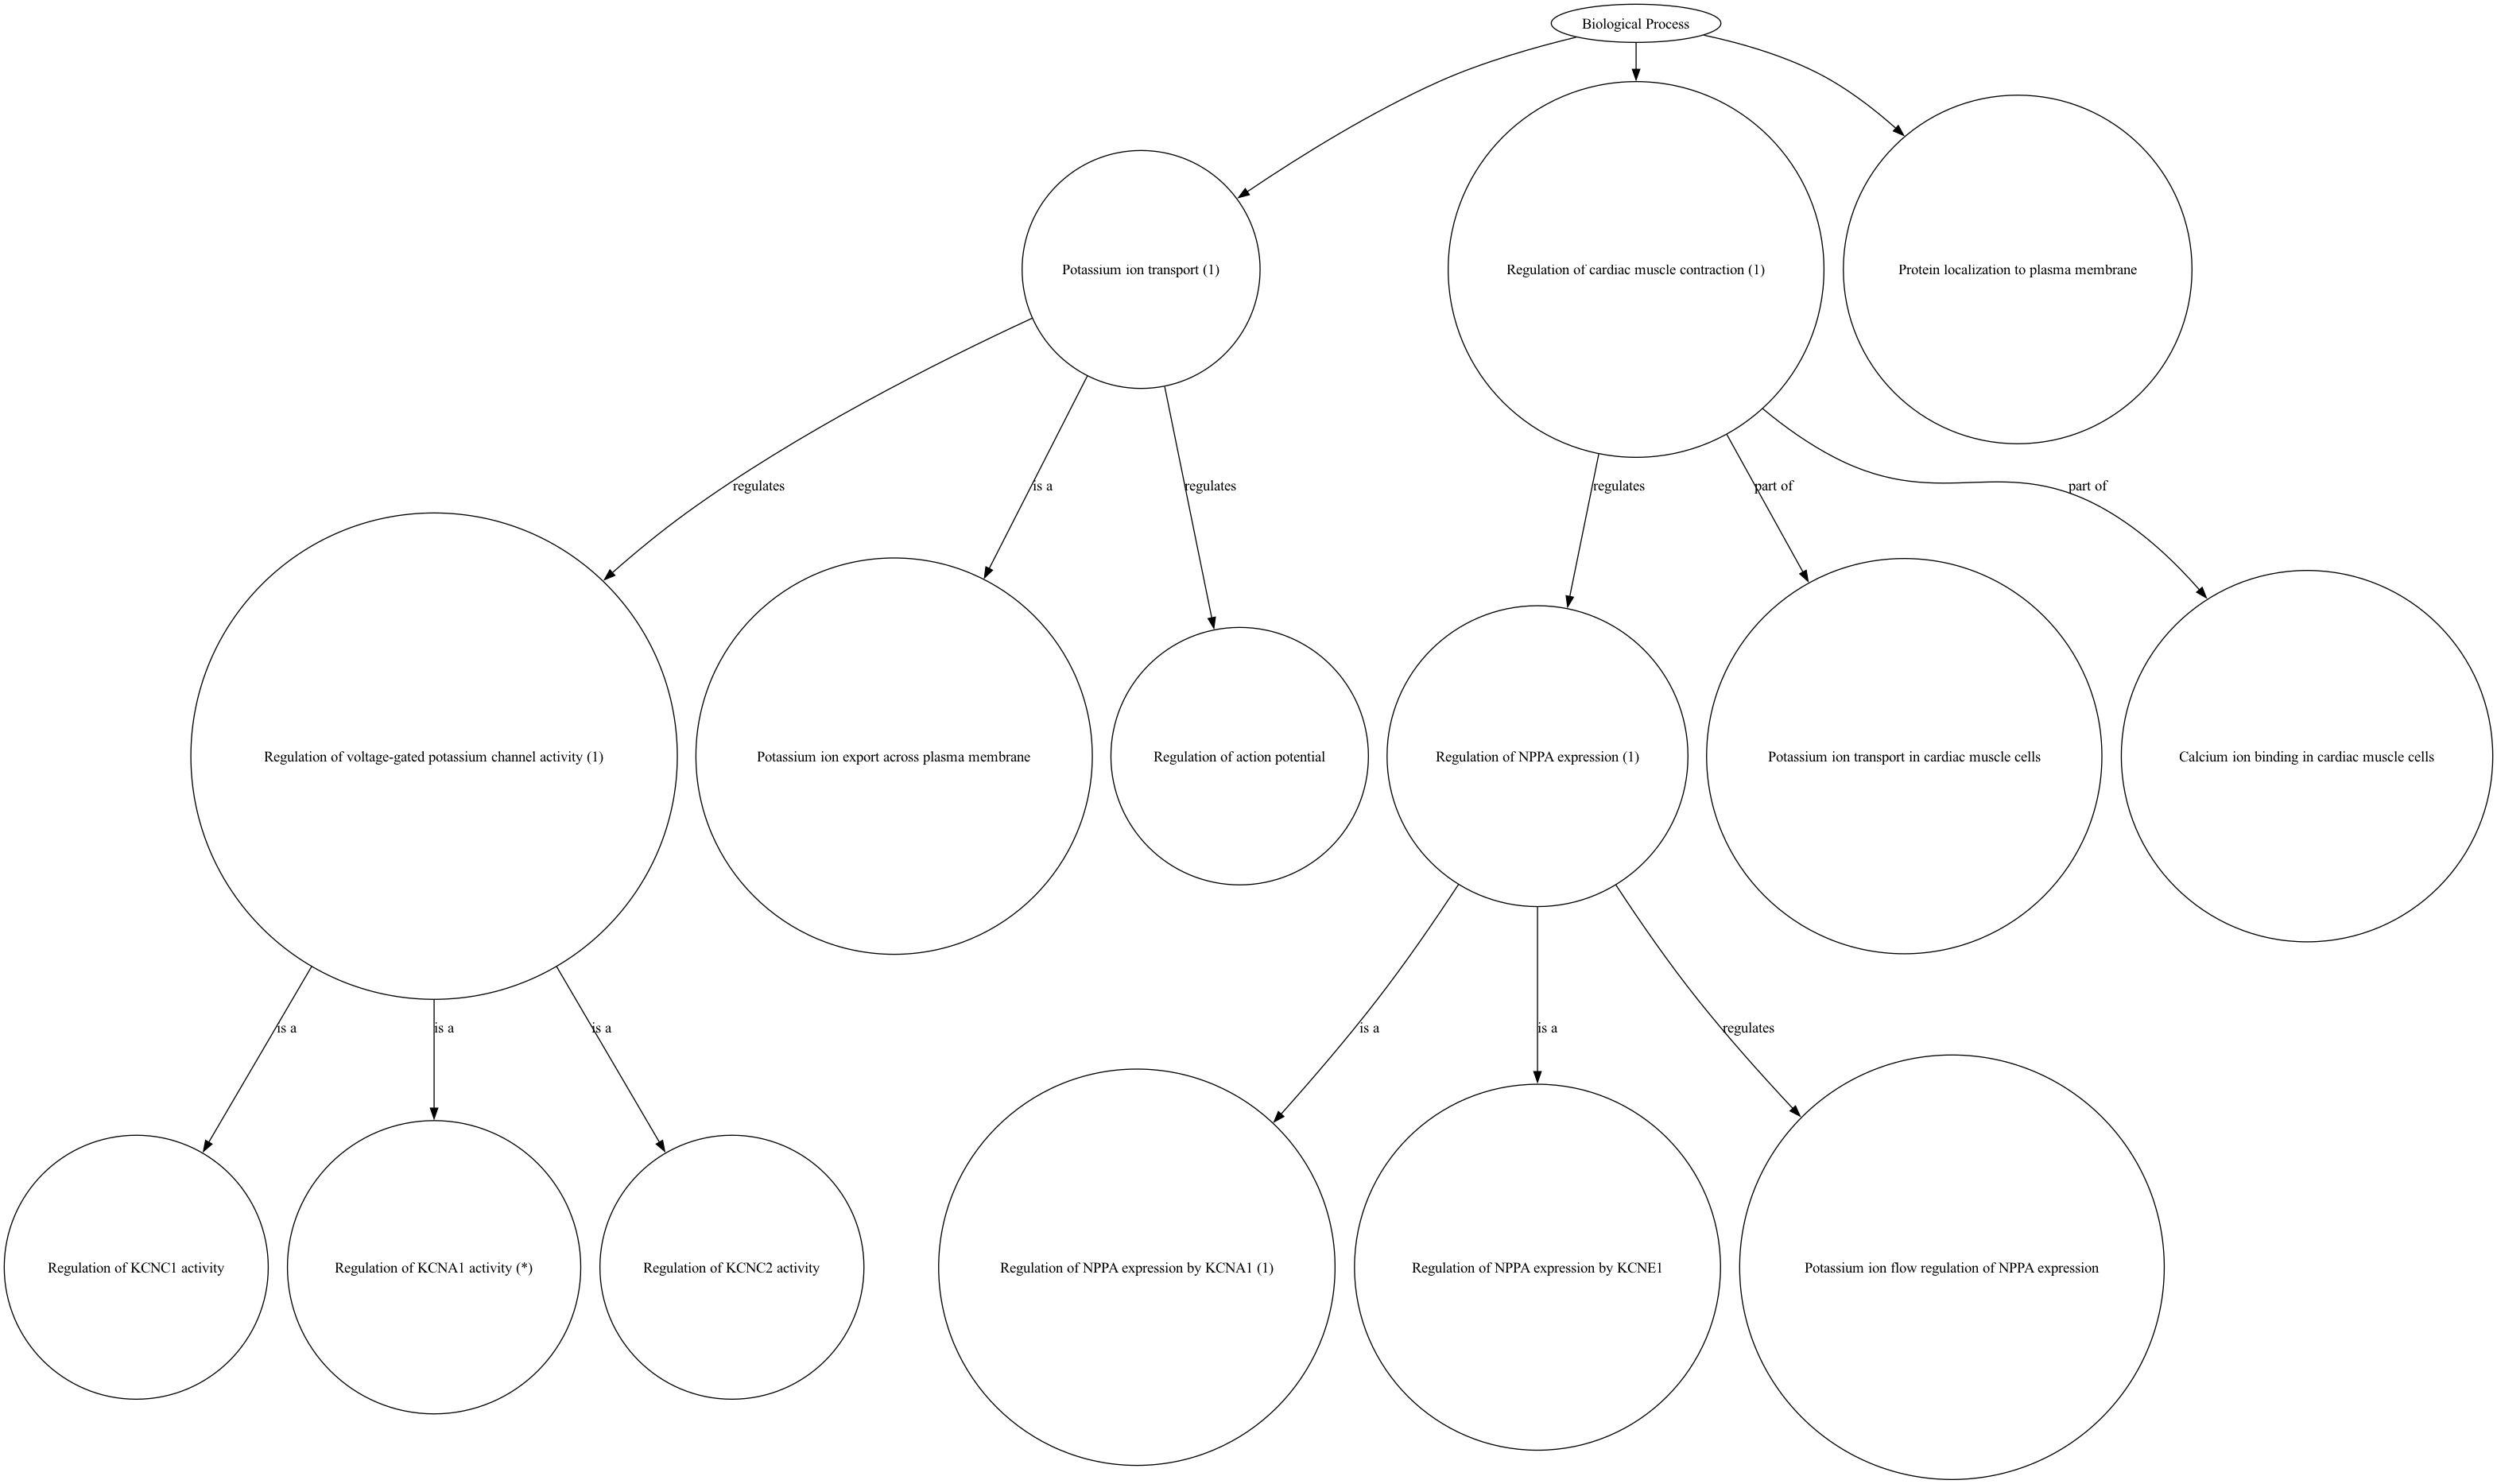 Biological Process
Potassium ion transport (1)
Regulation of cardiac muscle contraction (1)
Protein localization to plasma membrane
regulates
is a
regulates
regulates
part of
part of
Regulation of voltage-gated potassium channel activity (1)
Potassium ion export across plasma membrane
Regulation of action potential
Regulation of NPPA expression (1)
Potassium ion transport in cardiac muscle cells
Calcium ion binding in cardiac muscle cells
is a
is a
is a
is a
is a
regulates
Regulation of KCNC1 activity
Regulation of KCNA1 activity (*)
Regulation of KCNC2 activity
Regulation of NPPA expression by KCNA1 (1)
Regulation of NPPA expression by KCNE1
Potassium ion flow regulation of NPPA expression